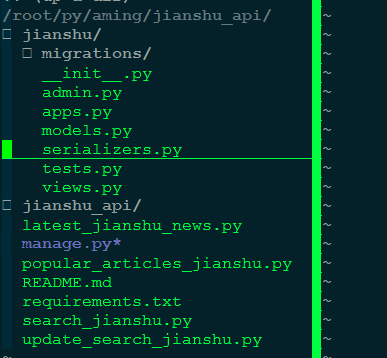 /root/py/aming/jianshu_api/
jianshu/
migrations/
__init__.py
admin.py
apps.py
models.py
serializers.py
tests.py
views.py
jianshu_api/
latest_jianshu_news.py
manage.py*
popular_articles_jianshu.py
README.md
requirements.txt
search_jianshu.py
update_search_jianshu.py